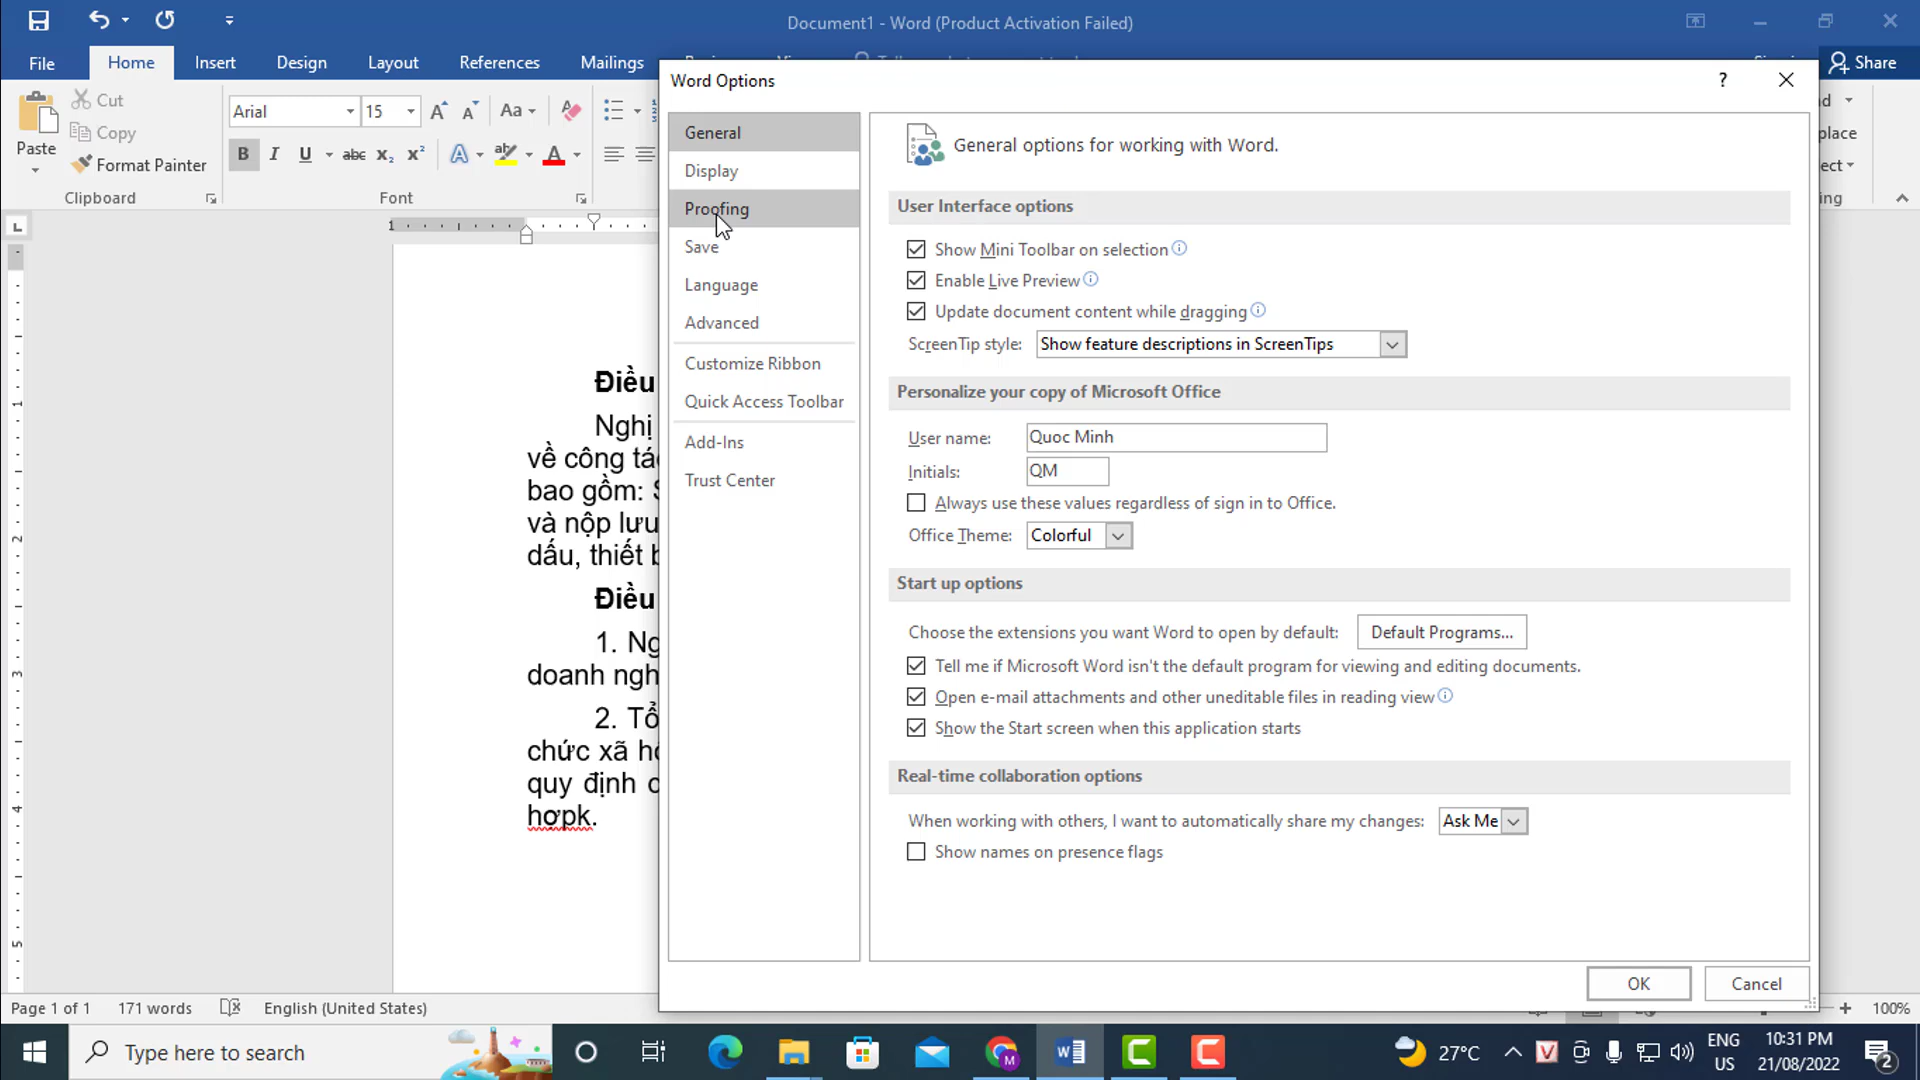 Document1 - Word (Product Activation Failed)
File
Home
Insert
Design
Layout
References
Mailings
Share
Cut
Copy
Paste
Format Painter
Clipboard
Arial
15
Aa
B
I
U
abc
Font
Word Options
General
Display
Proofing
Save
Language
Advanced
Customize Ribbon
Quick Access Toolbar
Add-Ins
Trust Center
General options for working with Word.
User Interface options
Show Mini Toolbar on selection
Enable Live Preview
Update document content while dragging
ScreenTip style: Show feature descriptions in ScreenTips
Personalize your copy of Microsoft Office
User name: Quoc Minh
Initials: QM
Always use these values regardless of sign in to Office.
Office Theme: Colorful
Start up options
Choose the extensions you want Word to open by default: Default Programs...
Tell me if Microsoft Word isn't the default program for viewing and editing documents.
Open e-mail attachments and other uneditable files in reading view
Show the Start screen when this application starts
Real-time collaboration options
When working with others, I want to automatically share my changes: Ask Me
Show names on presence flags
OK
Cancel
Điều
Nghị
về công tác
bao gồm:
và nộp lưu
dấu, thiết b
Điều
1. Ng
doanh ngh
2. Tổ
chức xã hộ
quy định c
hợpk.
Page 1 of 1
171 words
English (United States)
100%
Type here to search
27°C
ENG
US
10:31 PM
21/08/2022
2